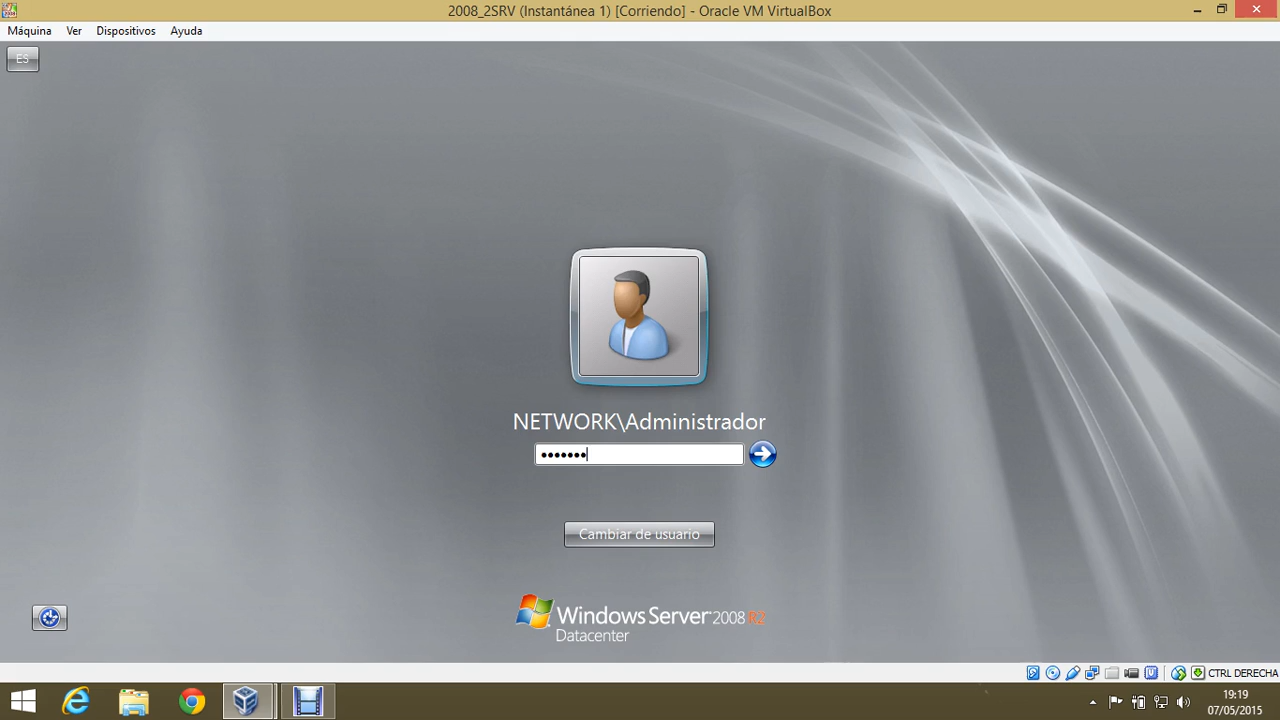 2008_2SRV (Instantánea 1) [Corriendo] - Oracle VM VirtualBox
Máquina Ver Dispositivos Ayuda
ES
NETWORK\Administrador
•••••••
Cambiar de usuario
Windows Server 2008 R2
Datacenter
CTRL DERECHA
19:19
07/05/2015